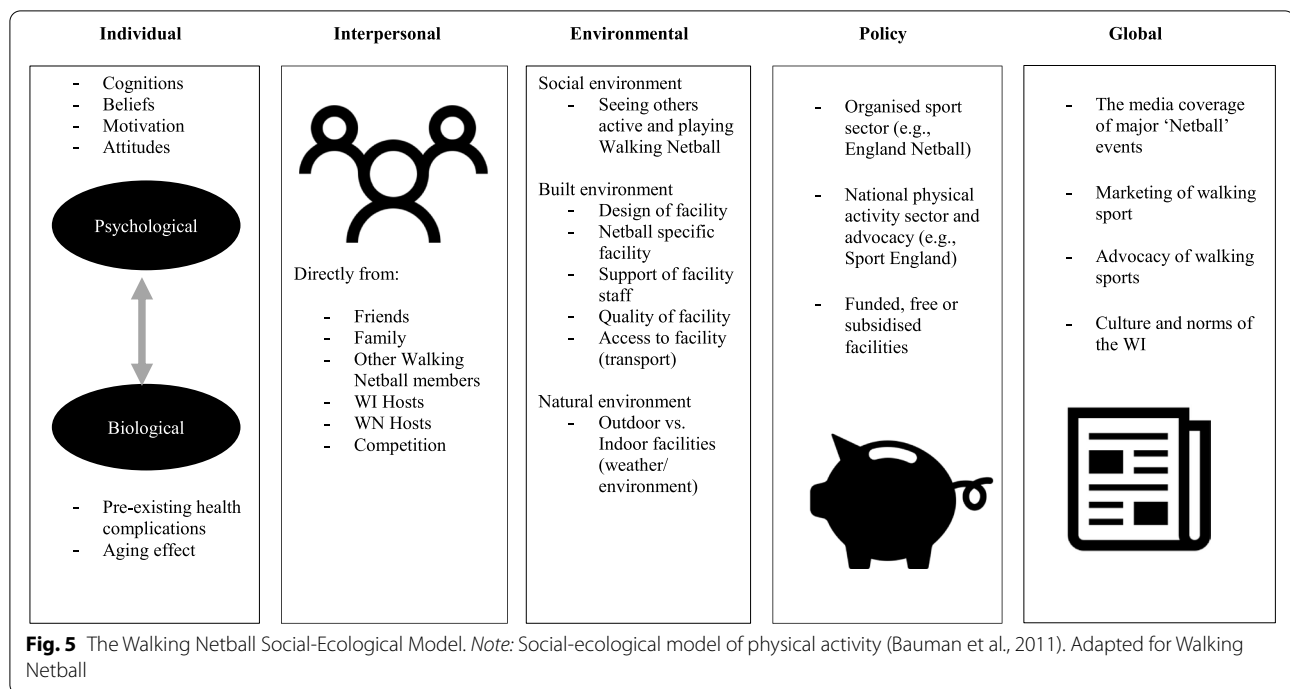 Individual
Interpersonal
Environmental
Policy
Global
- Cognitions
- Beliefs
- Motivation
- Attitudes
Psychological
Biological
- Pre-existing health
complications
- Aging effect
Directly from:
- Friends
- Family
- Other Walking
Netball members
- WI Hosts
- WN Hosts
- Competition
Social environment
- Seeing others
active and playing
Walking Netball
Built environment
- Design of facility
- Netball specific
facility
- Support of facility
staff
- Quality of facility
- Access to facility
(transport)
Natural environment
- Outdoor vs.
Indoor facilities
(weather/
environment)
- Organised sport
sector (e.g.,
England Netball)
- National physical
activity sector and
advocacy (e.g.,
Sport England)
- Funded, free or
subsidised
facilities
- The media coverage
of major ‘Netball’
events
- Marketing of walking
sport
- Advocacy of walking
sports
- Culture and norms of
the WI
Fig. 5 The Walking Netball Social-Ecological Model. Note: Social-ecological model of physical activity (Bauman et al., 2011). Adapted for Walking
Netball